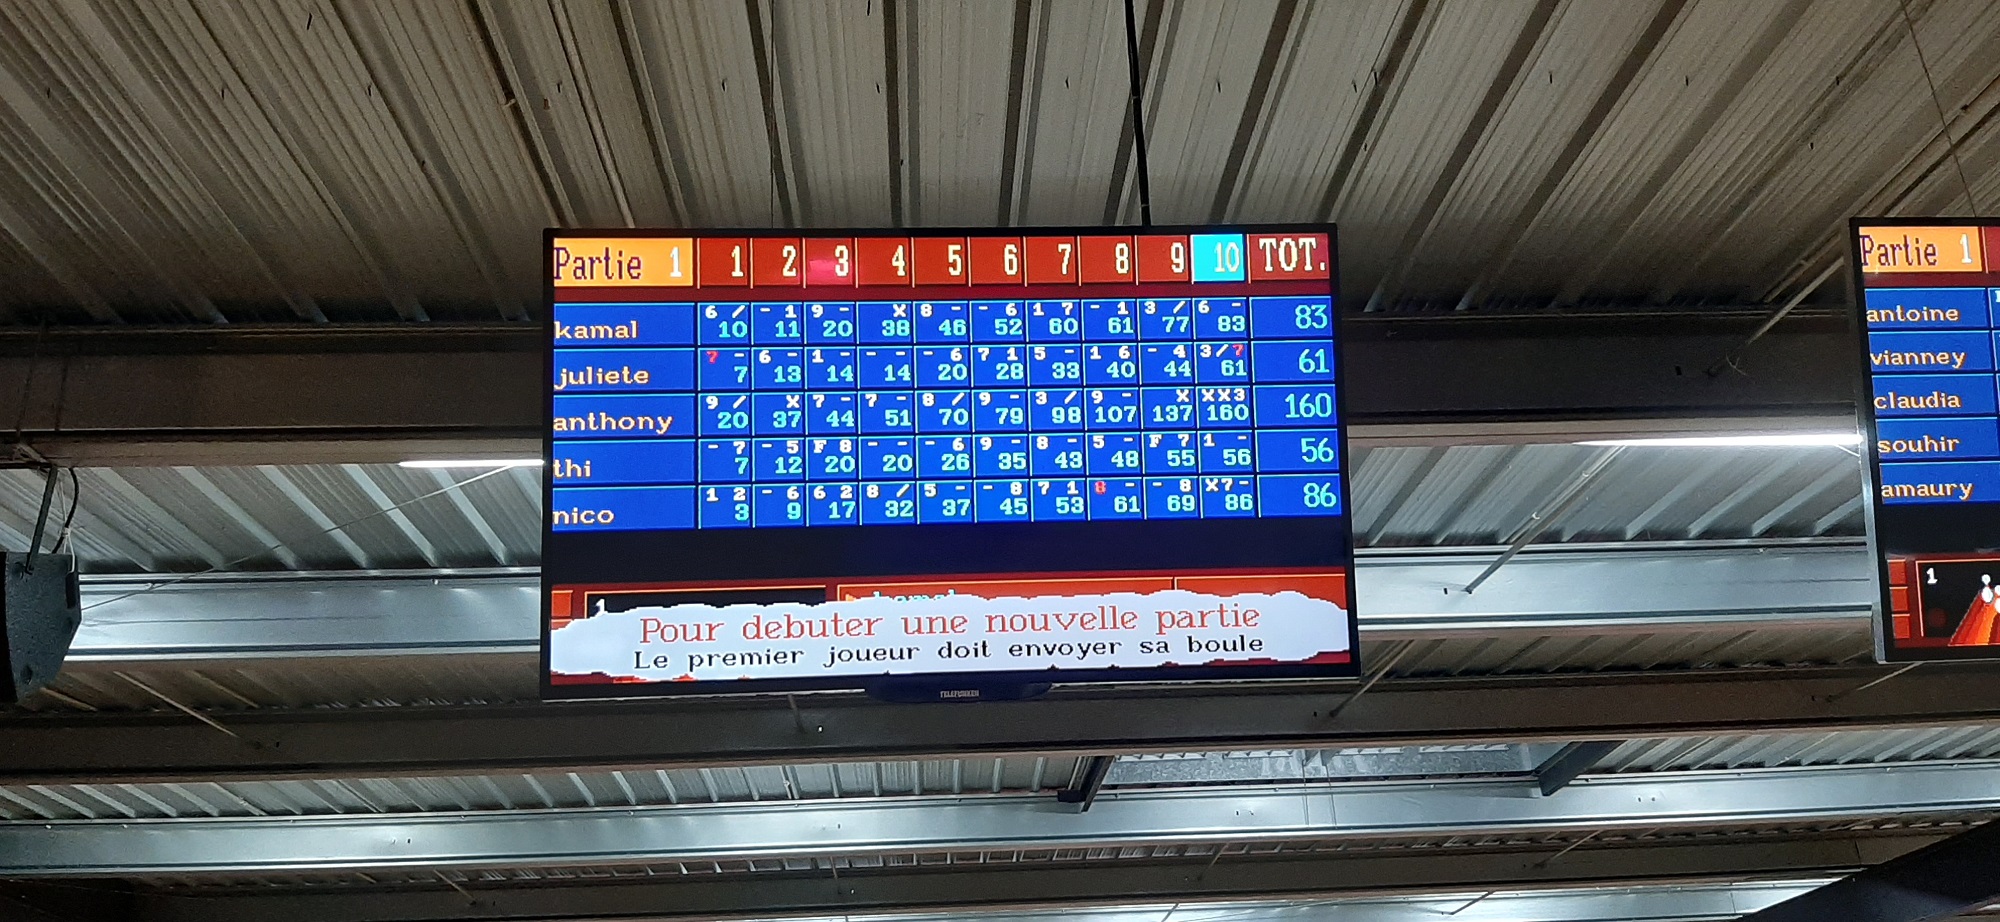 Partie 1 1 2 3 4 5 6 7 8 9 10 TOT.
6 / - 1 9 - X 8 - - 6 1 7 - 1 3 / 6 -
kamal 10 11 20 38 46 52 60 61 77 83 83
7 - 6 - 1 - - - - 6 7 1 5 - 1 6 - 4 3 / 7
juliete 7 13 14 14 20 28 33 40 44 61 61
9 / X 7 - 7 - 8 / 9 - 3 / 9 - X X X 3
anthony 20 37 44 51 70 79 98 107 137 160 160
- 7 - 5 F 8 - - - 6 9 - 8 - 5 - F 7 1 -
thi 7 12 20 20 26 35 43 48 55 56 56
1 2 - 6 6 2 8 / 5 - - 8 7 1 8 - - 8 X 7 -
nico 3 9 17 32 37 45 53 61 69 86 86
1
Pour debuter une nouvelle partie
Le premier joueur doit envoyer sa boule
TELEFUNKEN
Partie 1
antoine
vianney
claudia
souhir
amaury
1